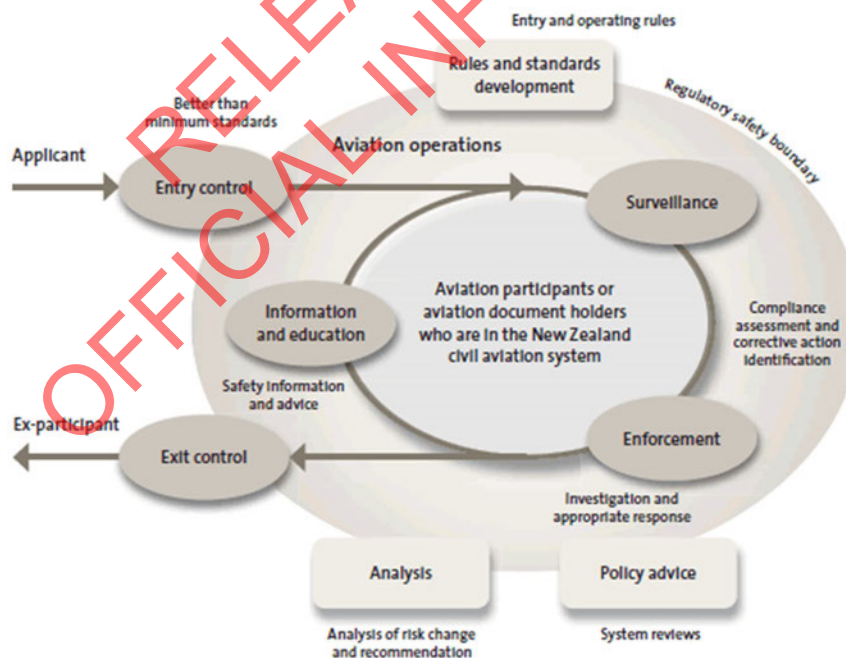 Entry and operating rules
Rules and standards
development
Regulatory safety boundary
Better than
minimum standards
Applicant
Aviation operations
Entry control
Surveillance
Information
and education
Aviation participants or
aviation document holders
who are in the New Zealand
civil aviation system
Compliance
assessment and
corrective action
identification
Safety information
and advice
Ex-participant
Exit control
Enforcement
Investigation and
appropriate response
Analysis
Policy advice
Analysis of risk change
and recommendation
System reviews
OFFICIAL